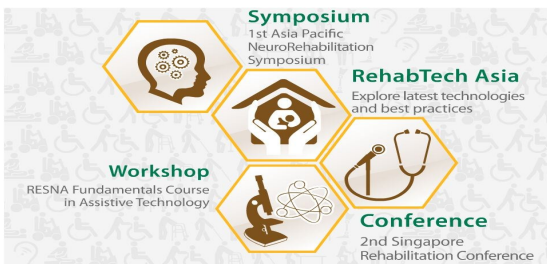 Symposium
1st Asia Pacific
NeuroRehabilitation
Symposium
RehabTech Asia
Explore latest technologies
and best practices
Workshop
RESNA Fundamentals Course
in Assistive Technology
Conference
2nd Singapore
Rehabilitation Conference